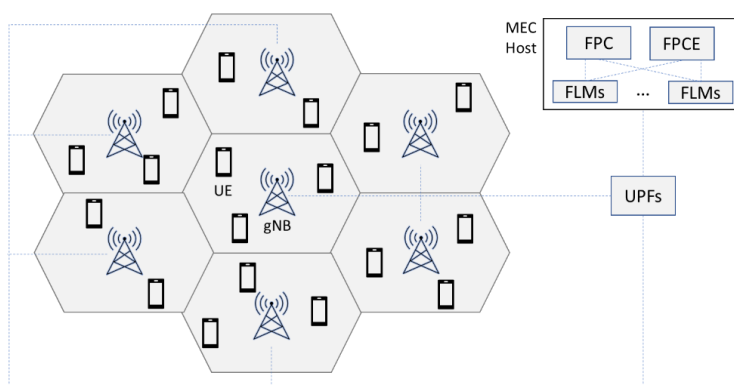 MEC
Host
FPC
FPCE
FLMs
...
FLMs
UE
gNB
UPFs